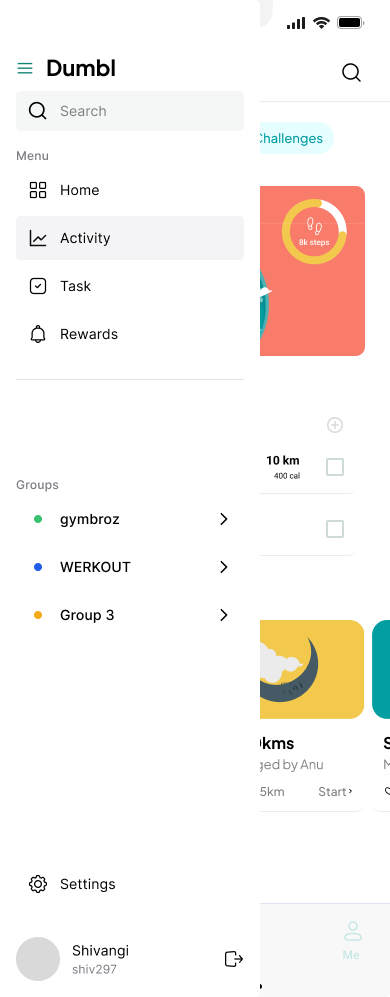 Dumbl
Search
Menu
Home
Activity
Task
Rewards
Groups
gymbroz
WERKOUT
Group 3
Settings
Shivangi
shiv297
Challenges
8k steps
10 km
400 cal
kms
ged by Anu
5km
Start
Me